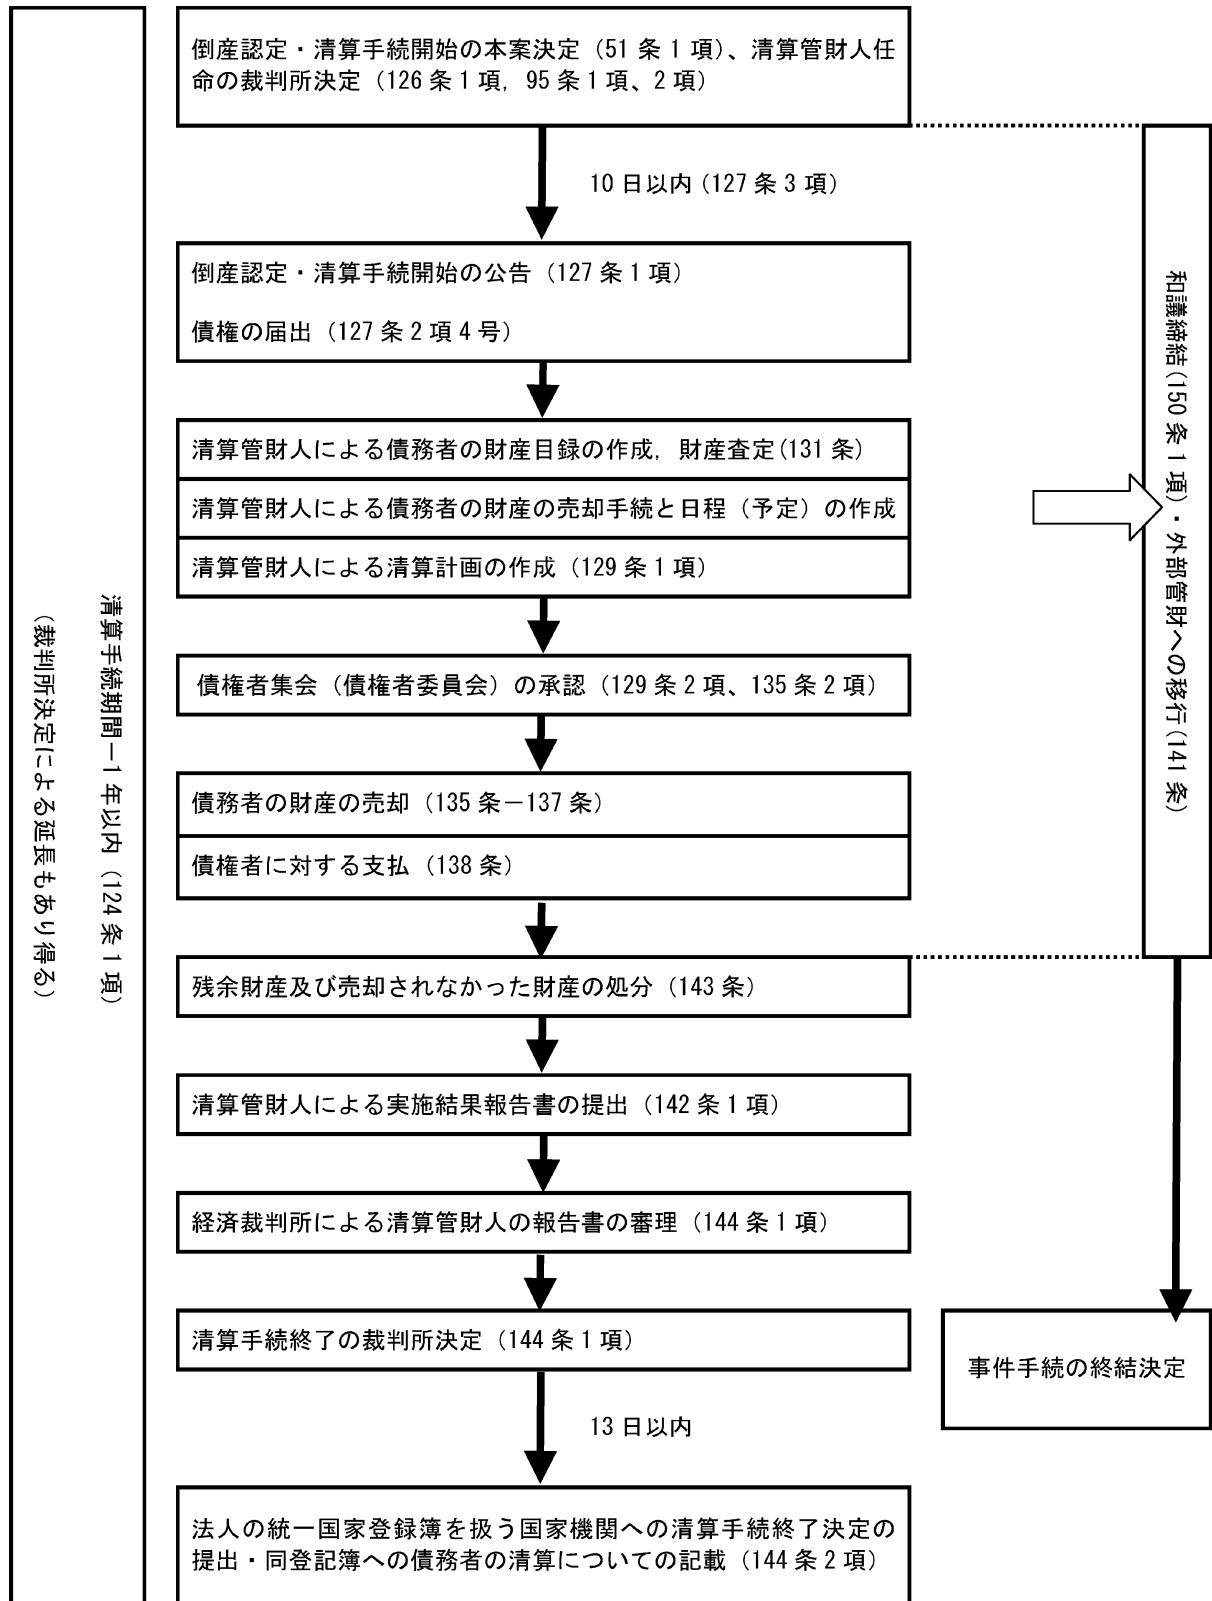 倒産認定・清算手続開始の本案決定（51 条 1 項）、清算管財人任
命の裁判所決定（126 条 1 項, 95 条 1 項、2 項）
10 日以内(127 条 3 項)
倒産認定・清算手続開始の公告（127 条 1 項）
債権の届出（127 条 2 項 4 号）
清算管財人による債務者の財産目録の作成, 財産査定(131 条)
清算管財人による債務者の財産の売却手続と日程（予定）の作成
清算管財人による清算計画の作成（129 条 1 項）
債権者集会（債権者委員会）の承認（129 条 2 項、135 条 2 項）
債務者の財産の売却（135 条－137 条）
債権者に対する支払（138 条）
残余財産及び売却されなかった財産の処分（143 条）
清算管財人による実施結果報告書の提出（142 条 1 項）
経済裁判所による清算管財人の報告書の審理（144 条 1 項）
清算手続終了の裁判所決定（144 条 1 項）
13 日以内
法人の統一国家登録簿を扱う国家機関への清算手続終了決定の
提出・同登記簿への債務者の清算についての記載（144 条 2 項）
清算手続期間－1 年以内（124 条 1 項）
（裁判所決定による延長もあり得る）
和議締結(150 条 1 項)・外部管財への移行(141 条)
事件手続の終結決定